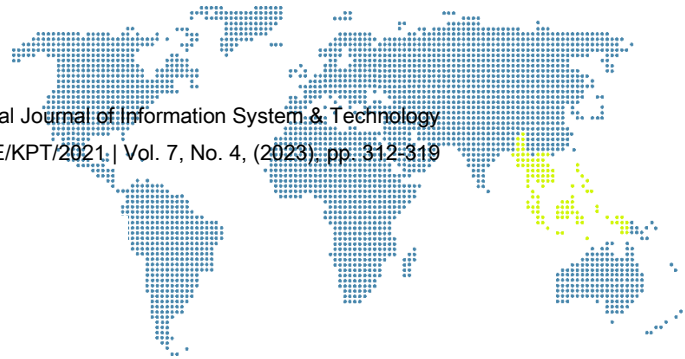 al Journal of Information System & Technology
E/KPT/2021 | Vol. 7, No. 4, (2023), pp. 312-319